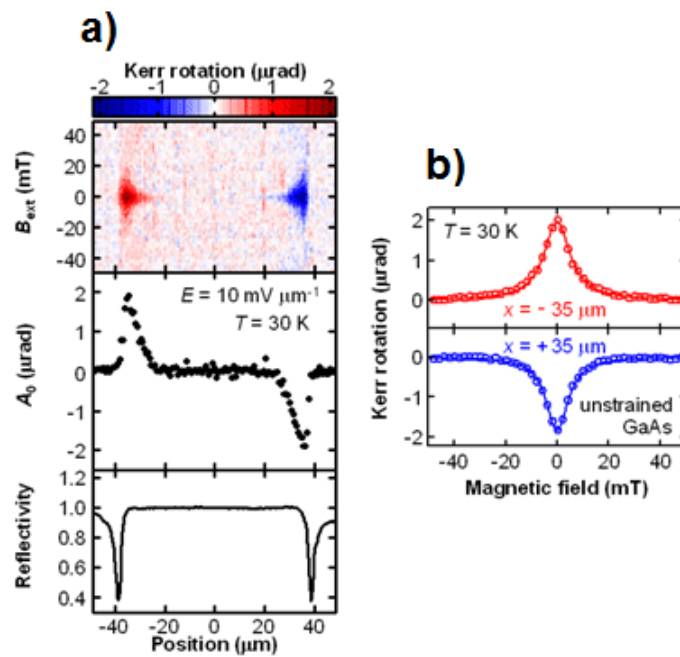 a)
Kerr rotation (μrad)
-2 -1 0 1 2
B_ext (mT)
40
20
0
-20
-40
A₀ (μrad)
2
1
0
-1
-2
E = 10 mV μm⁻¹
T = 30 K
Reflectivity
1.2
1.0
0.8
0.6
0.4
-40 -20 0 20 40
Position (μm)
b)
Kerr rotation (μrad)
2
1
0
T = 30 K
x = - 35 μm
0
-1
-2
x = + 35 μm
unstrained
GaAs
-40 -20 0 20 40
Magnetic field (mT)